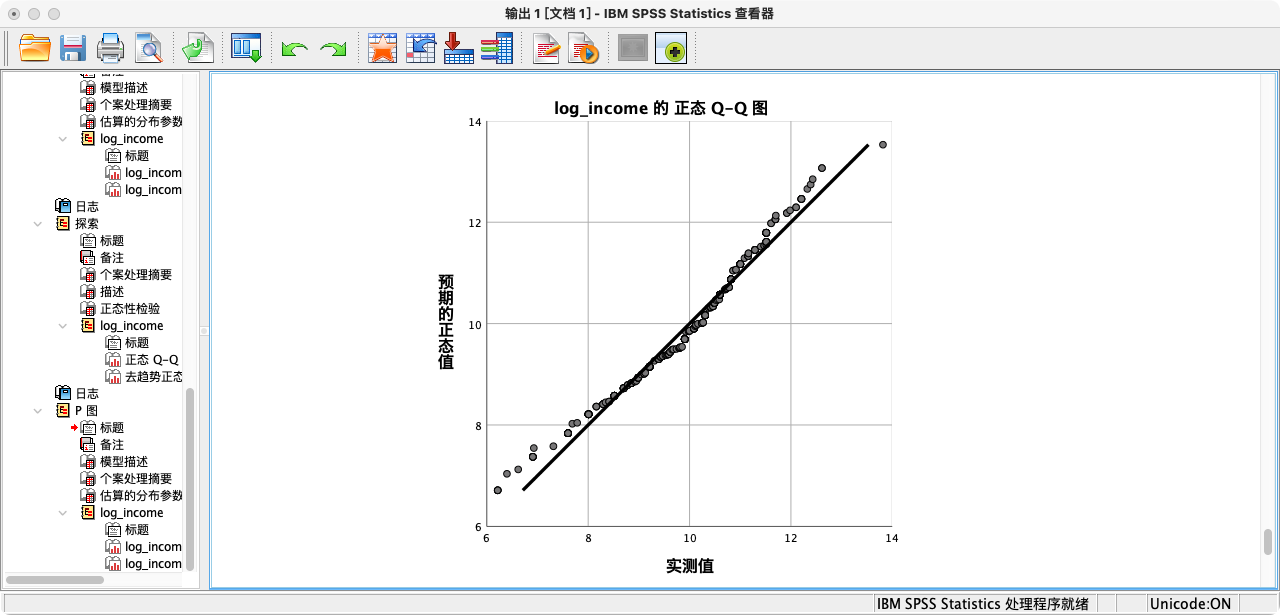 输出 1 [文档 1] - IBM SPSS Statistics 查看器
备注
模型描述
个案处理摘要
估算的分布参数
log_income
标题
log_incom
log_incom
日志
探索
标题
备注
个案处理摘要
描述
正态性检验
log_income
标题
正态 Q-Q
去趋势正态
日志
P 图
标题
备注
模型描述
个案处理摘要
估算的分布参数
log_income
标题
log_incom
log_incom
log_income 的 正态 Q-Q 图
14
12
10
8
6
预期的正态值
6 8 10 12 14
实测值
IBM SPSS Statistics 处理程序就绪
Unicode:ON